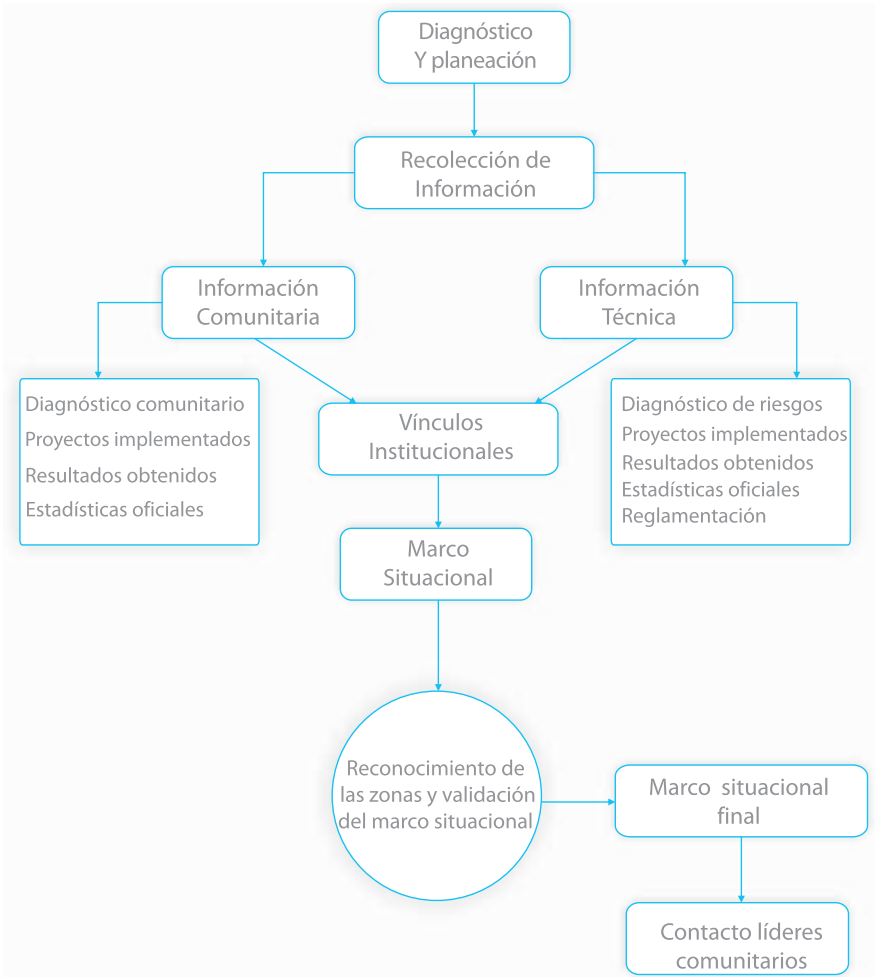 Diagnóstico
Y planeación
Recolección de
Información
Información
Comunitaria
Información
Técnica
Diagnóstico comunitario
Proyectos implementados
Resultados obtenidos
Estadísticas oficiales
Vínculos
Institucionales
Diagnóstico de riesgos
Proyectos implementados
Resultados obtenidos
Estadísticas oficiales
Reglamentación
Marco
Situacional
Reconocimiento de
las zonas y validación
del marco situacional
Marco situacional
final
Contacto líderes
comunitarios